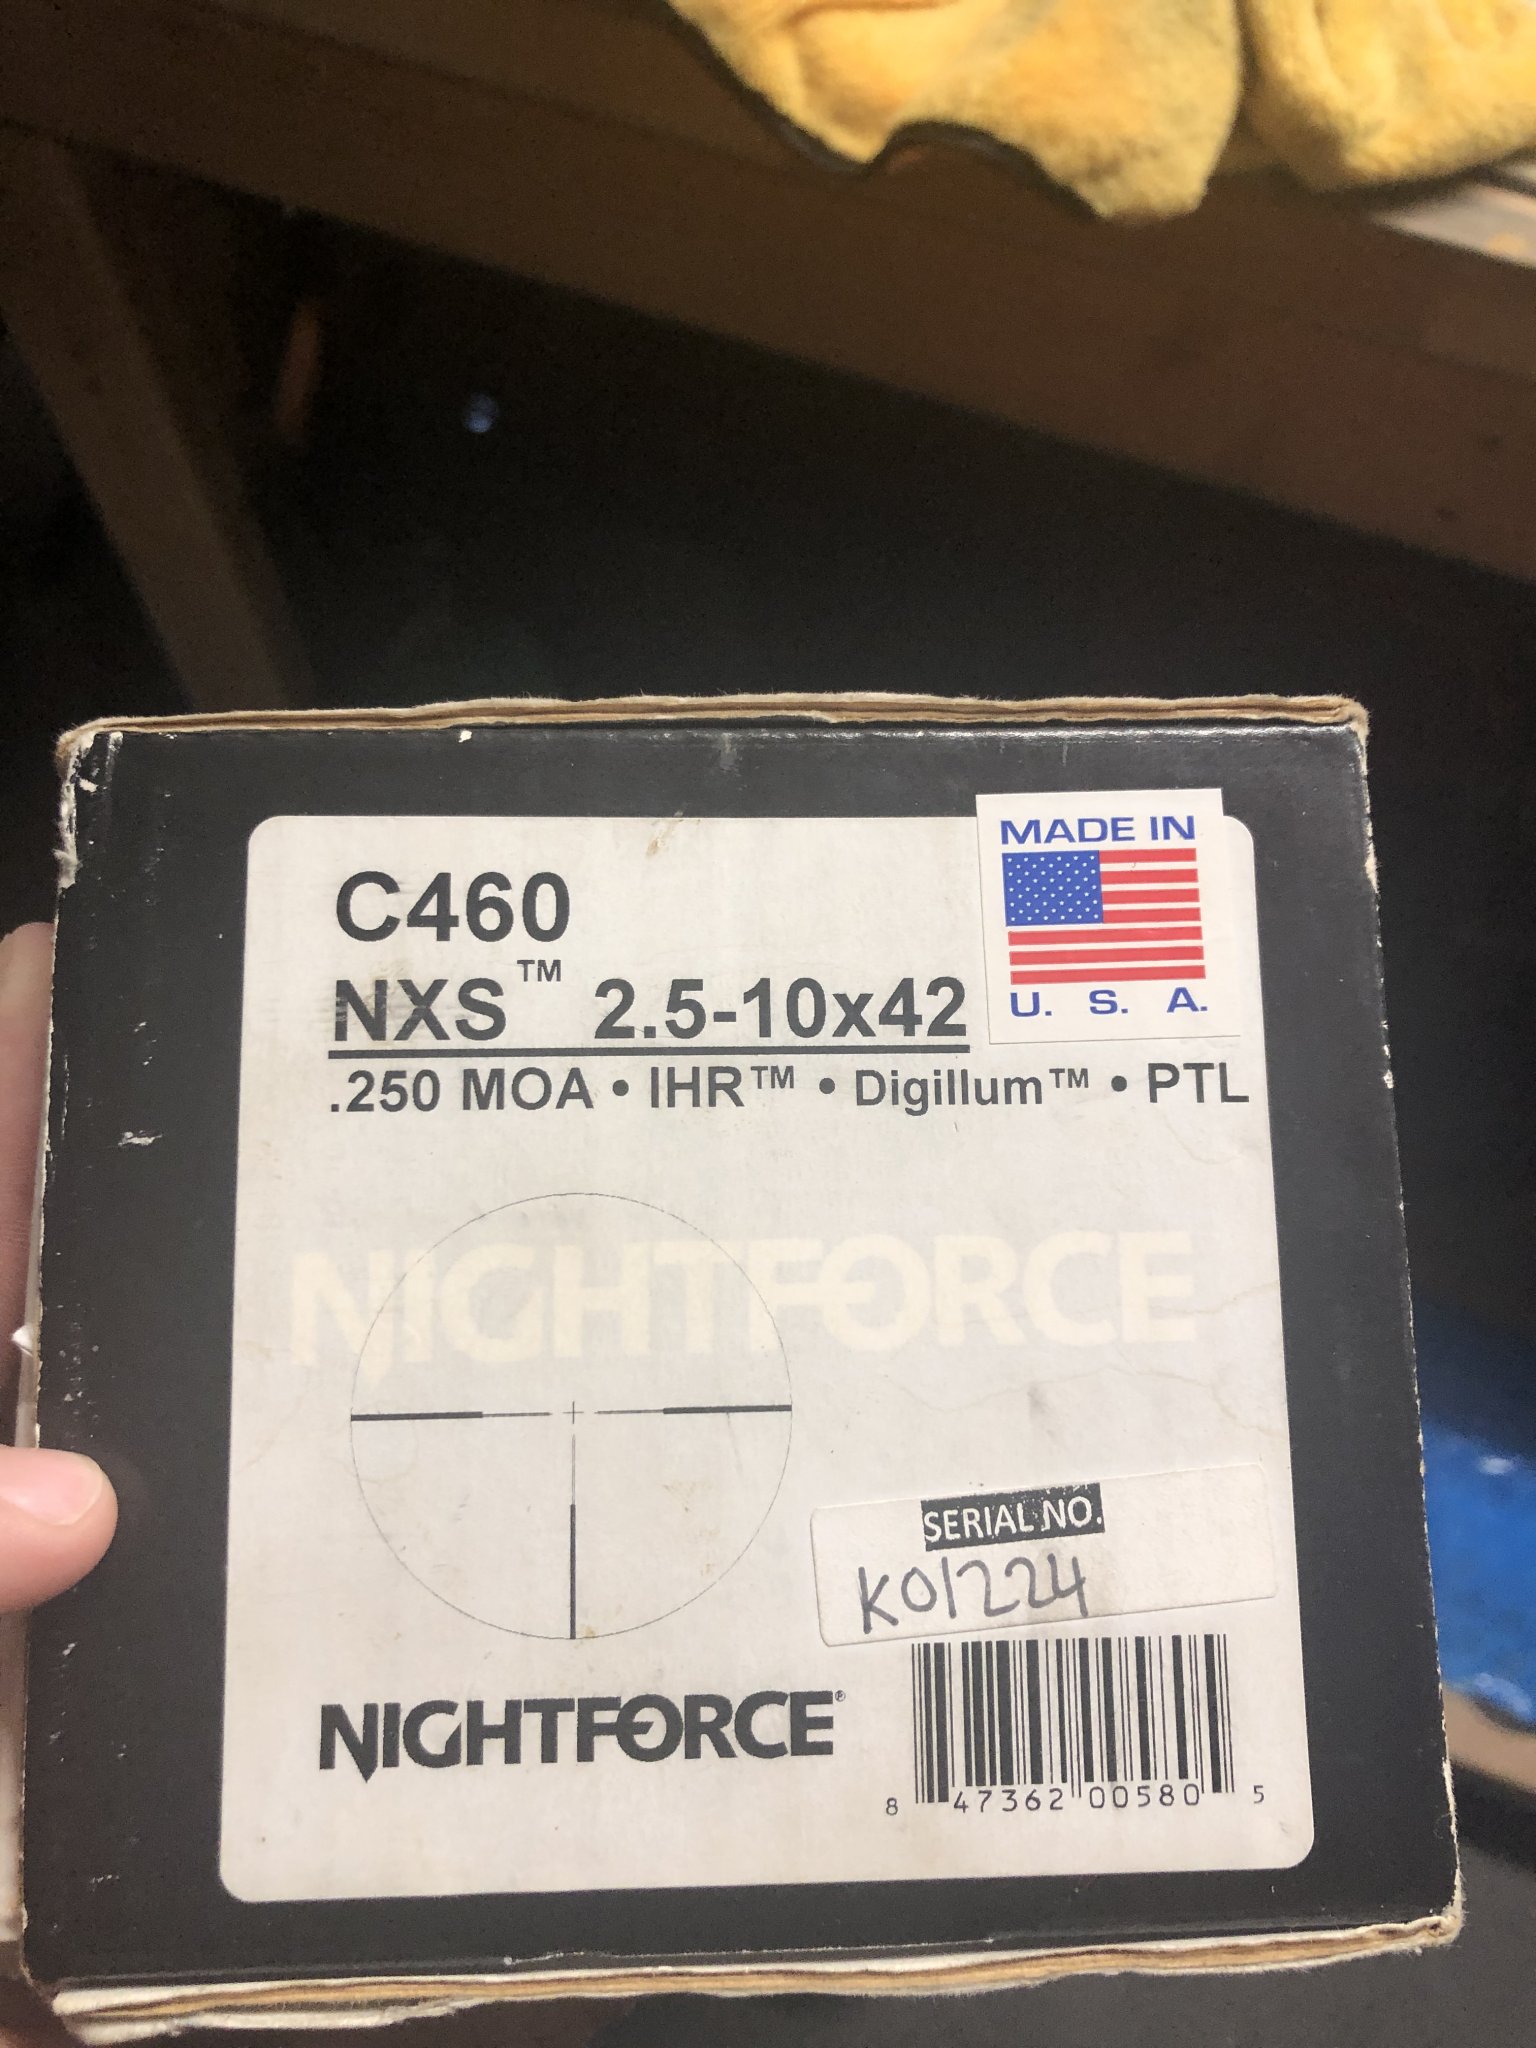 MADE IN
U. S. A.
C460
NXS™ 2.5-10x42
.250 MOA • IHR™ • Digillum™ • PTL
NIGHTFORCE
SERIAL NO.
K01224
NIGHTFORCE®
8 47362 00580 5